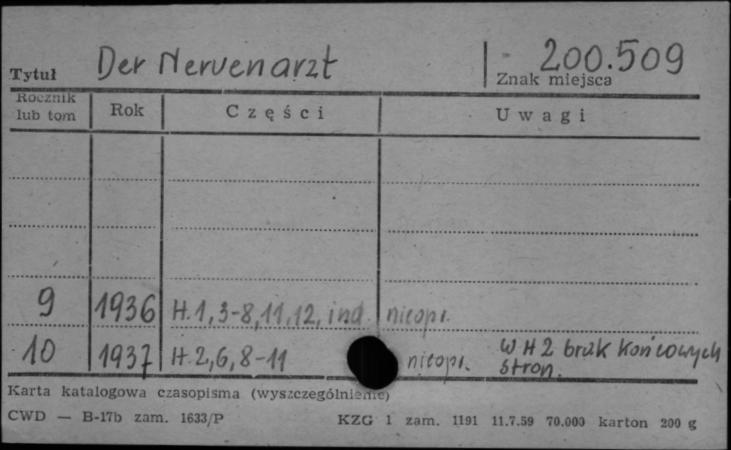 Tytuł Der Nervenarzt 200.509
Znak miejsca
Rocznik lub tom Rok Części Uwagi
9 1936 H.1,3-8,11,12, ind. nieopr.
10 1937 H.2,6,8-11 nieopr. W H 2 brak końcowych
stron.
Karta katalogowa czasopisma (wyszczególnienie)
CWD — B-17b zam. 1633/P KZG 1 zam. 1191 11.7.59 70.000 karton 200 g